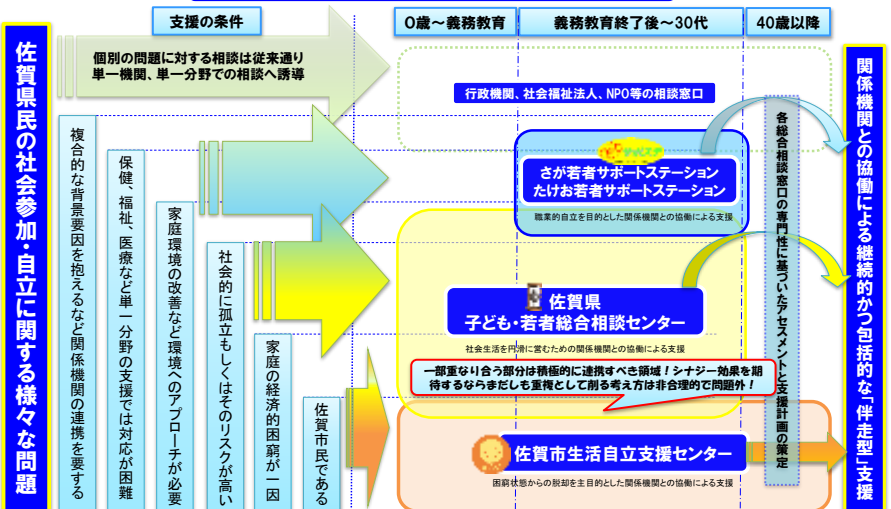 支援の条件
0歳～義務教育
義務教育終了後～30代
40歳以降
佐賀県民の社会参加・自立に関する様々な問題
個別の問題に対する相談は従来通り
単一機関、単一分野での相談へ誘導
複合的な背景要因を抱えるなど関係機関の連携を要する
保健、福祉、医療など単一分野の支援では対応が困難
家庭環境の改善など環境へのアプローチが必要
社会的に孤立もしくはそのリスクが高い
家庭の経済的困窮が一因
佐賀市民である
行政機関、社会福祉法人、NPO等の相談窓口
さが若者サポートステーション
たけお若者サポートステーション
職業的自立を目的とした関係機関との協働による支援
佐賀県
子ども・若者総合相談センター
社会生活を円滑に営むための関係機関との協働による支援
一部重なり合う部分は積極的に連携すべき領域！シナジー効果を期
待するならまだしも重複として削る考え方は非合理的で問題外！
佐賀市生活自立支援センター
困窮状態からの脱却を主目的とした関係機関との協働による支援
各総合相談窓口の専門性に基づいたアセスメントと支援計画の策定
関係機関との協働による継続的かつ包括的な「伴走型」支援